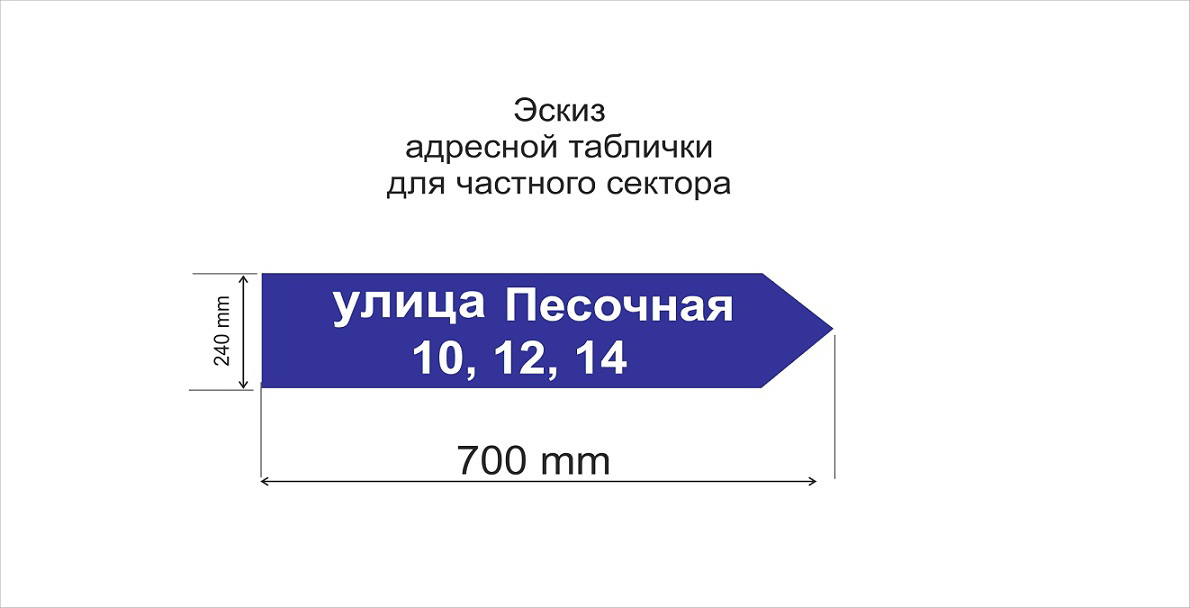 Эскиз
адресной таблички
для частного сектора
240 mm
улица Песочная
10, 12, 14
700 mm